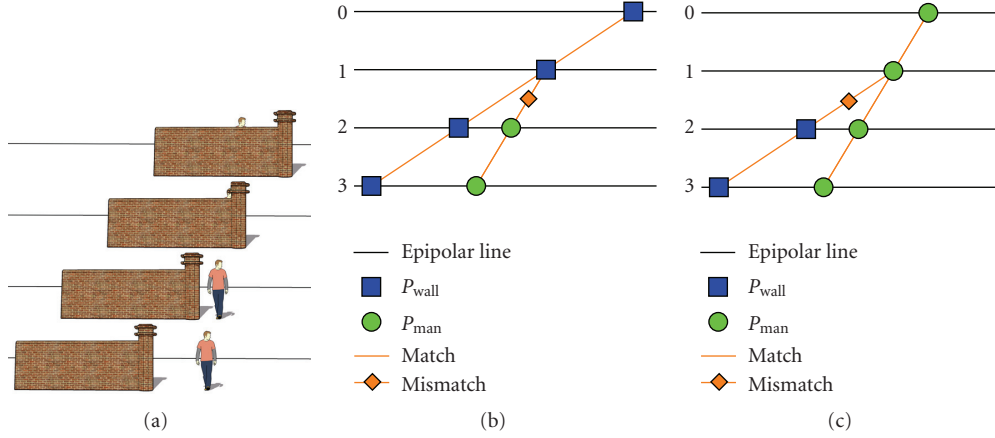 0
1
2
3
Epipolar line
P_wall
P_man
Match
Mismatch
(a)
(b)
0
1
2
3
Epipolar line
P_wall
P_man
Match
Mismatch
(c)